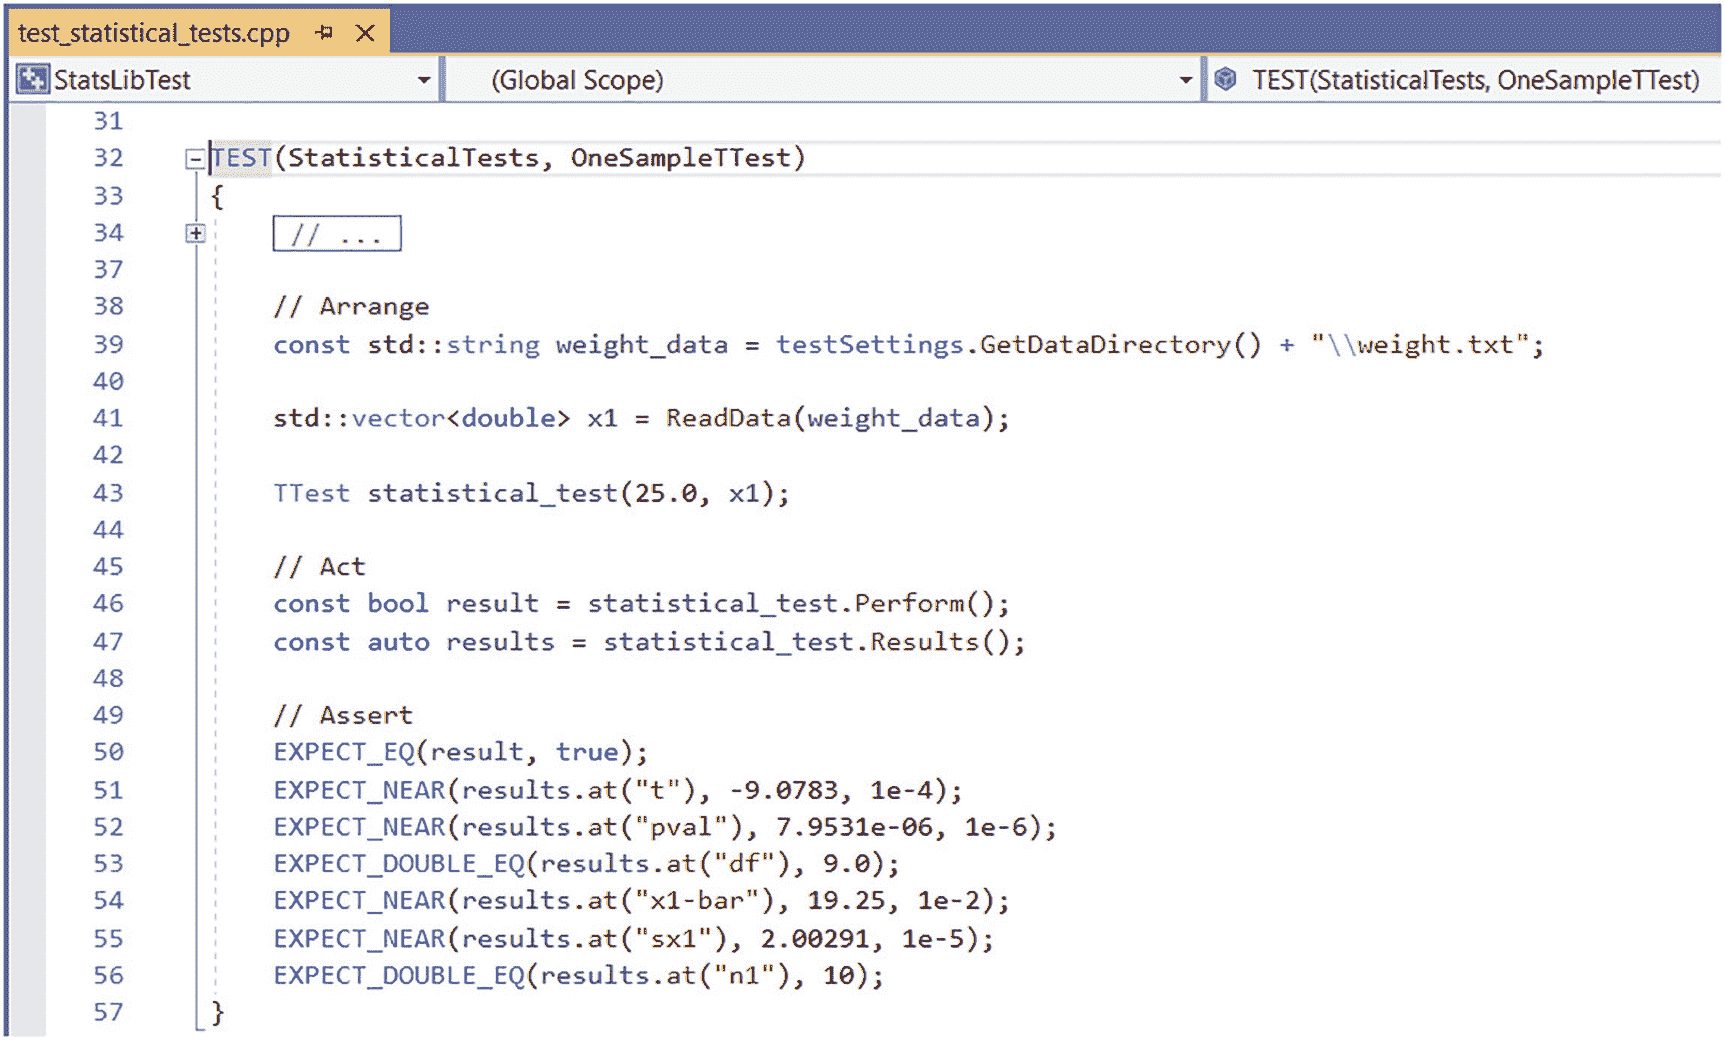 test_statistical_tests.cpp
StatsLibTest (Global Scope) TEST(StatisticalTests, OneSampleTTest)
31
32 TEST(StatisticalTests, OneSampleTTest)
33 {
34 // ...
37
38 // Arrange
39 const std::string weight_data = testSettings.GetDataDirectory() + "\\weight.txt";
40
41 std::vector<double> x1 = ReadData(weight_data);
42
43 TTest statistical_test(25.0, x1);
44
45 // Act
46 const bool result = statistical_test.Perform();
47 const auto results = statistical_test.Results();
48
49 // Assert
50 EXPECT_EQ(result, true);
51 EXPECT_NEAR(results.at("t"), -9.0783, 1e-4);
52 EXPECT_NEAR(results.at("pval"), 7.9531e-06, 1e-6);
53 EXPECT_DOUBLE_EQ(results.at("df"), 9.0);
54 EXPECT_NEAR(results.at("x1-bar"), 19.25, 1e-2);
55 EXPECT_NEAR(results.at("sx1"), 2.00291, 1e-5);
56 EXPECT_DOUBLE_EQ(results.at("n1"), 10);
57 }